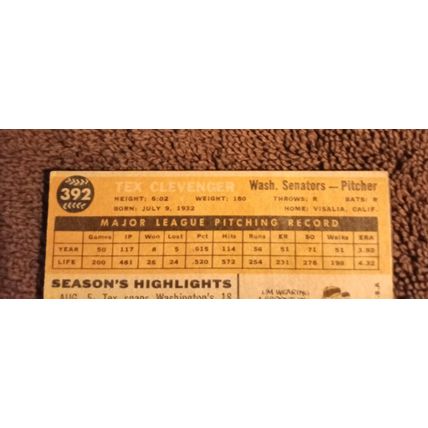 392
TEX CLEVENGER Wash. Senators — Pitcher
HEIGHT: 6:02 WEIGHT: 180 THROWS: R BATS: R
BORN: JULY 9, 1932 HOME: VISALIA, CALIF.
MAJOR LEAGUE PITCHING RECORD
Games IP Won Lost Pct Hits Runs ER SO Walks ERA
YEAR 50 117 8 5 .615 114 56 51 71 51 3.92
LIFE 200 481 26 24 .520 573 254 231 276 198 4.32
SEASON'S HIGHLIGHTS
AUG. 5. Tex snaps Washington's 18
I'M WEARING